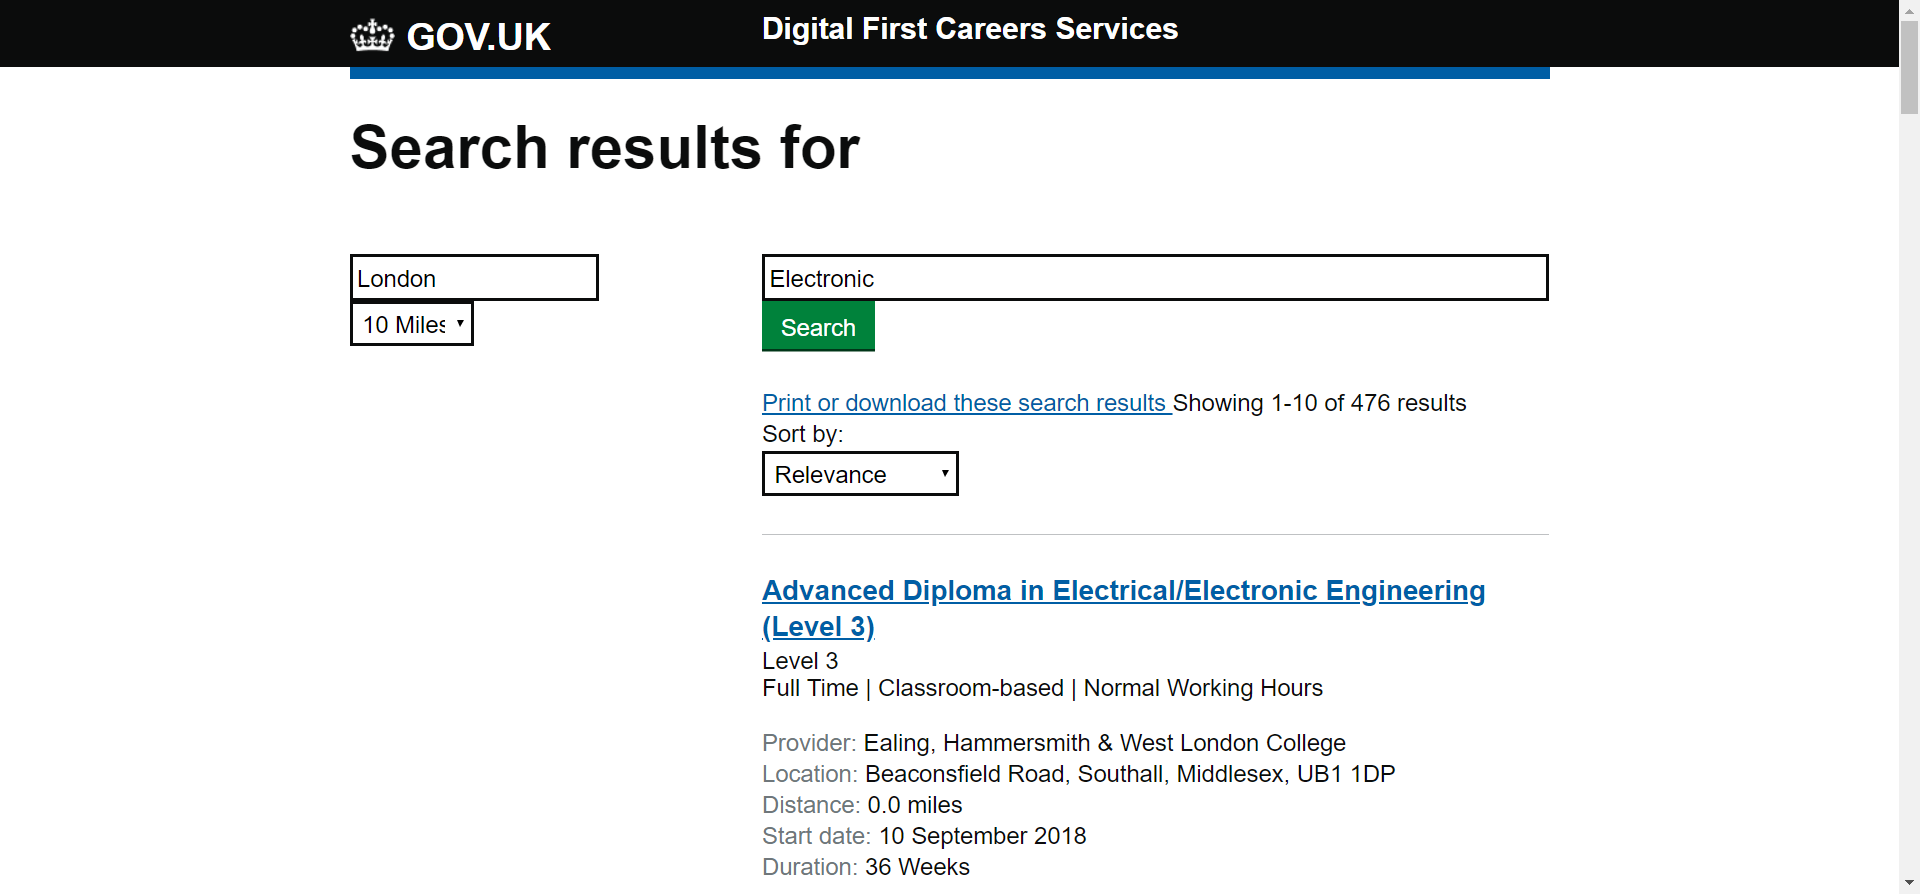 GOV.UK
Digital First Careers Services
Search results for
London
10 Miles
Electronic
Search
Print or download these search results Showing 1-10 of 476 results
Sort by:
Relevance
Advanced Diploma in Electrical/Electronic Engineering
(Level 3)
Level 3
Full Time | Classroom-based | Normal Working Hours
Provider: Ealing, Hammersmith & West London College
Location: Beaconsfield Road, Southall, Middlesex, UB1 1DP
Distance: 0.0 miles
Start date: 10 September 2018
Duration: 36 Weeks